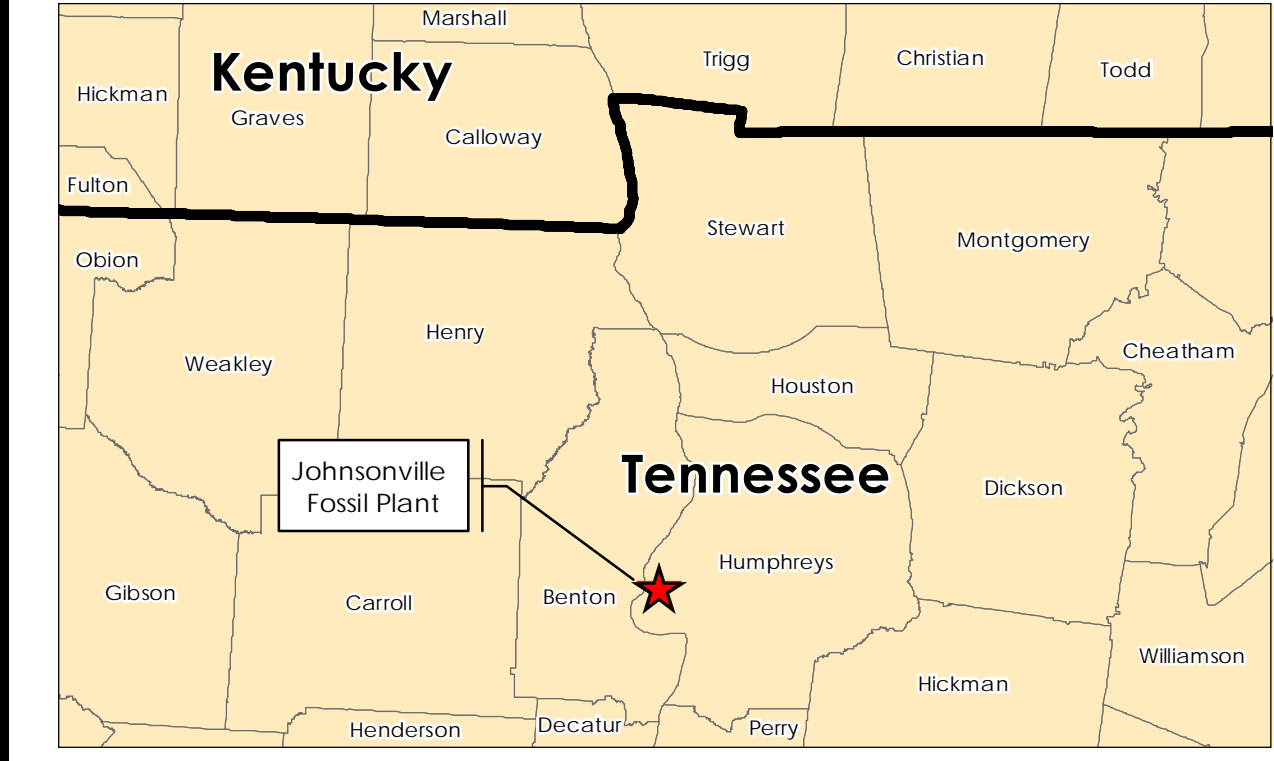 Marshall
Kentucky
Trigg
Christian
Todd
Hickman
Graves
Calloway
Fulton
Stewart
Montgomery
Obion
Henry
Weakley
Cheatham
Houston
Johnsonville
Fossil Plant
Tennessee
Dickson
Humphreys
Gibson
Carroll
Benton
Williamson
Hickman
Henderson
Decatur
Perry